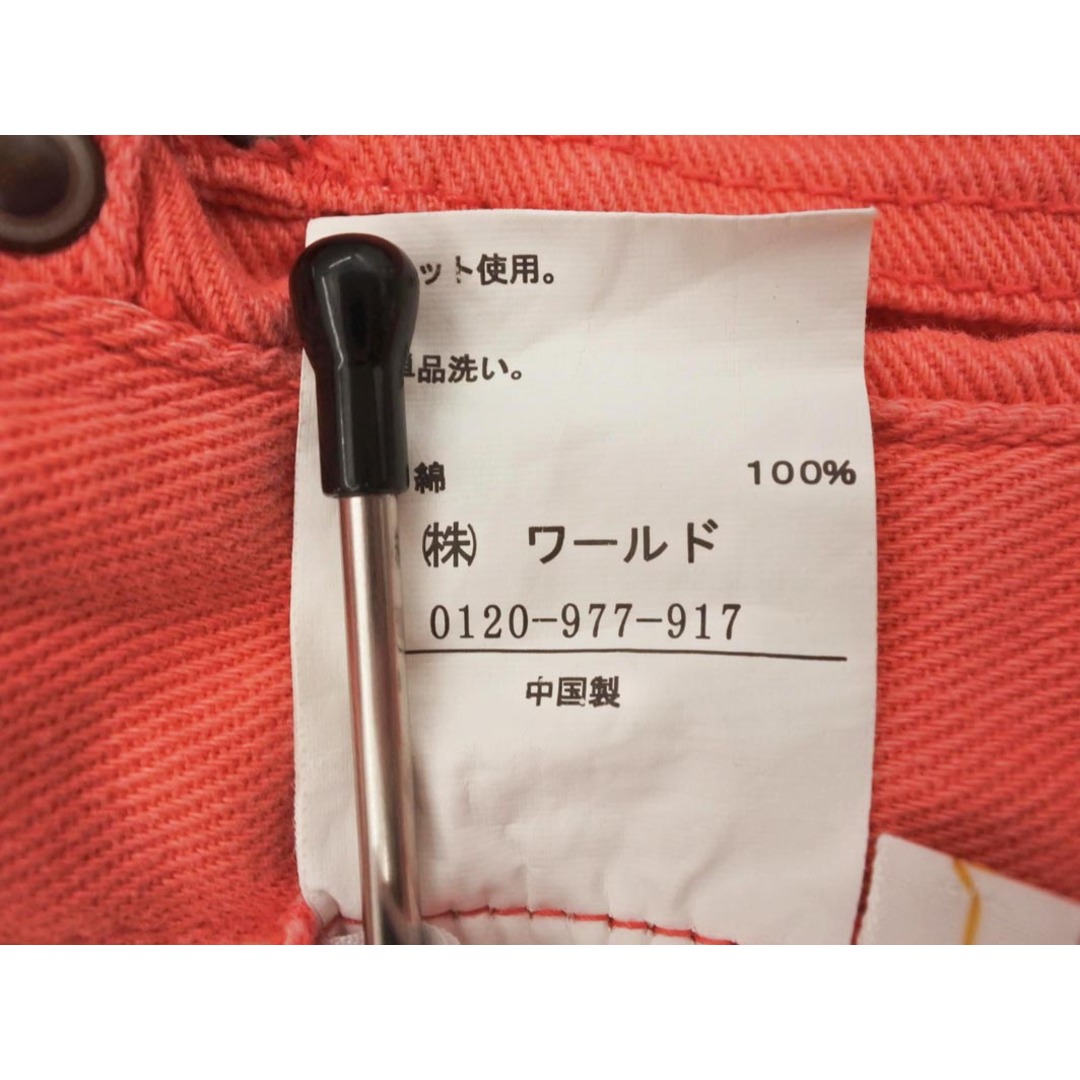 ット使用。
単品洗い。
綿 100%
㈱ ワールド
0120-977-917
中国製